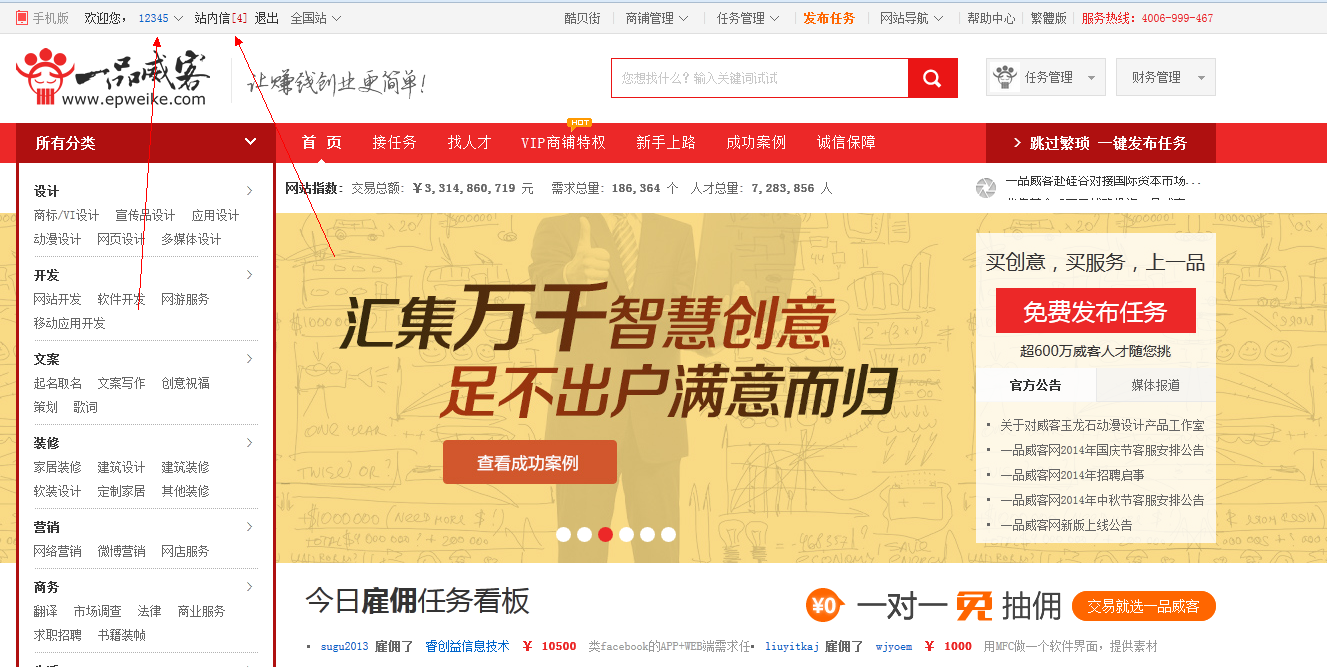 手机版 欢迎您， 12345 站内信[4] 退出 全国站 酷贝街 商铺管理 任务管理 发布任务 网站导航 帮助中心 繁體版 服务热线：4006-999-467
一品威客
www.epweike.com
让赚钱创业更简单!
您想找什么? 输入关键词试试
任务管理 财务管理
HOT
所有分类 首 页 接任务 找人才 VIP商铺特权 新手上路 成功案例 诚信保障 跳过繁琐 一键发布任务
网站指数： 交易总额：￥3,314,860,719 元 需求总量：186,364 个 人才总量：7,283,856 人
一品威客赴硅谷对接国际资本市场...
设计
商标/VI设计 宣传品设计 应用设计
动漫设计 网页设计 多媒体设计
开发
网站开发 软件开发 网游服务
移动应用开发
文案
起名取名 文案写作 创意祝福
策划 歌词
装修
家居装修 建筑设计 建筑装修
软装设计 定制家居 其他装修
营销
网络营销 微博营销 网店服务
商务
翻译 市场调查 法律 商业服务
求职招聘 书籍装帧
汇集万千智慧创意
足不出户满意而归
查看成功案例
ONE YEAR
买创意，买服务，上一品
免费发布任务
超600万威客人才随您挑
官方公告 媒体报道
· 关于对威客玉龙石动漫设计产品工作室
· 一品威客网2014年国庆节客服安排公告
· 一品威客网2014年招聘启事
· 一品威客网2014年中秋节客服安排公告
· 一品威客网新版上线公告
今日雇佣任务看板
¥0 一对一 免 抽佣 交易就选一品威客
· sugu2013 雇佣了 睿创益信息技术 ￥ 10500 类facebook的APP+WEB端需求任
· liuyitkaj 雇佣了 wjyoem ￥ 1000 用MFC做一个软件界面，提供素材